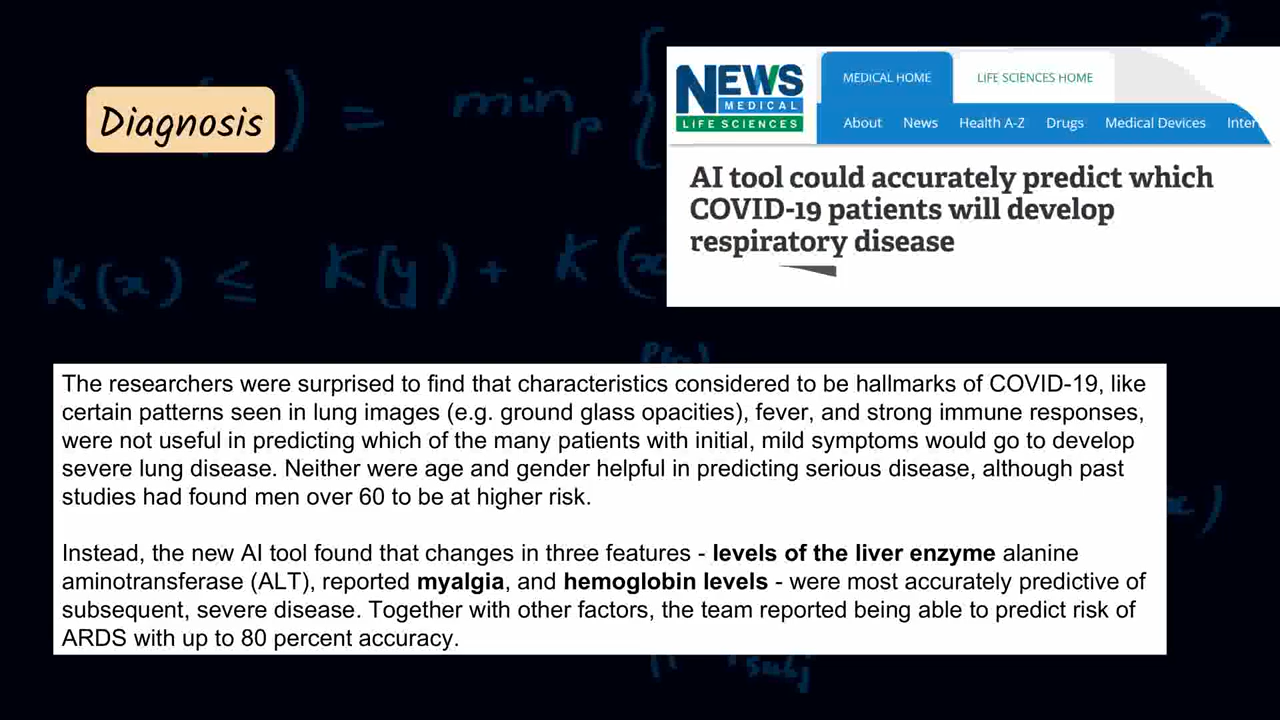 Diagnosis
) = min p {
K(x) ≤ K(y) + K(x
NEWS
MEDICAL
LIFE SCIENCES
MEDICAL HOME
LIFE SCIENCES HOME
About News Health A-Z Drugs Medical Devices Inter
AI tool could accurately predict which
COVID-19 patients will develop
respiratory disease
The researchers were surprised to find that characteristics considered to be hallmarks of COVID-19, like
certain patterns seen in lung images (e.g. ground glass opacities), fever, and strong immune responses,
were not useful in predicting which of the many patients with initial, mild symptoms would go to develop
severe lung disease. Neither were age and gender helpful in predicting serious disease, although past
studies had found men over 60 to be at higher risk.
Instead, the new AI tool found that changes in three features - levels of the liver enzyme alanine
aminotransferase (ALT), reported myalgia, and hemoglobin levels - were most accurately predictive of
subsequent, severe disease. Together with other factors, the team reported being able to predict risk of
ARDS with up to 80 percent accuracy.